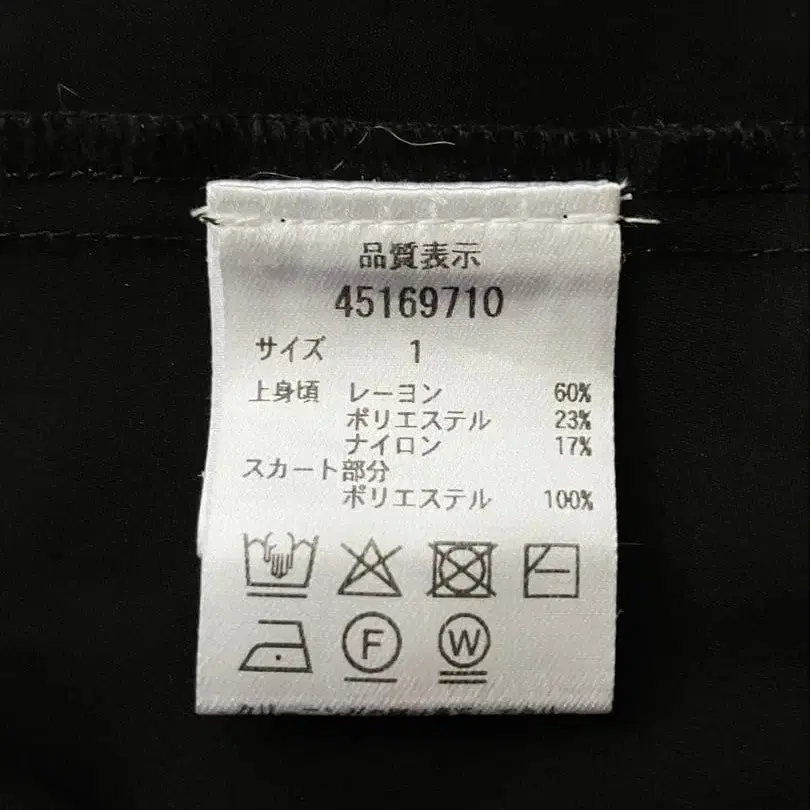 品質表示
45169710
サイズ 1
上身頃 レーヨン 60%
ポリエステル 23%
ナイロン 17%
スカート部分
ポリエステル 100%
F W